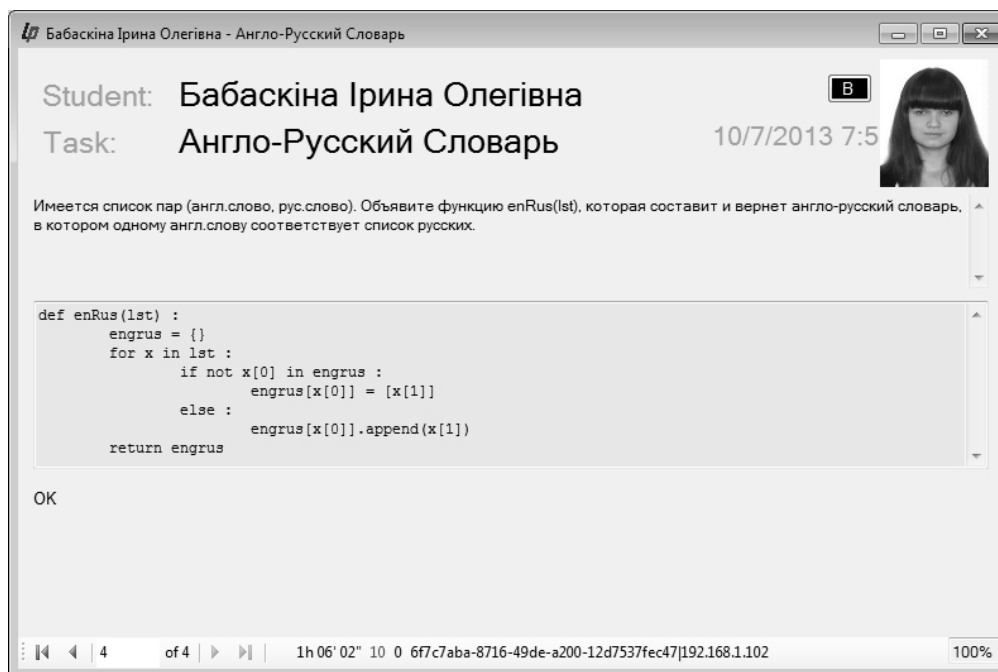 lp Бабаскіна Ірина Олегівна - Англо-Русский Словарь
Student: Бабаскіна Ірина Олегівна
B
Task: Англо-Русский Словарь
10/7/2013 7:5
Имеется список пар (англ.слово, рус.слово). Объявите функцию enRus(lst), которая составит и вернет англо-русский словарь,
в котором одному англ.слову соответствует список русских.
def enRus(lst) :
        engrus = {}
        for x in lst :
                if not x[0] in engrus :
                        engrus[x[0]] = [x[1]]
                else :
                        engrus[x[0]].append(x[1])
        return engrus
OK
4 of 4 1h 06' 02" 10 0 6f7c7aba-8716-49de-a200-12d7537fec47|192.168.1.102 100%